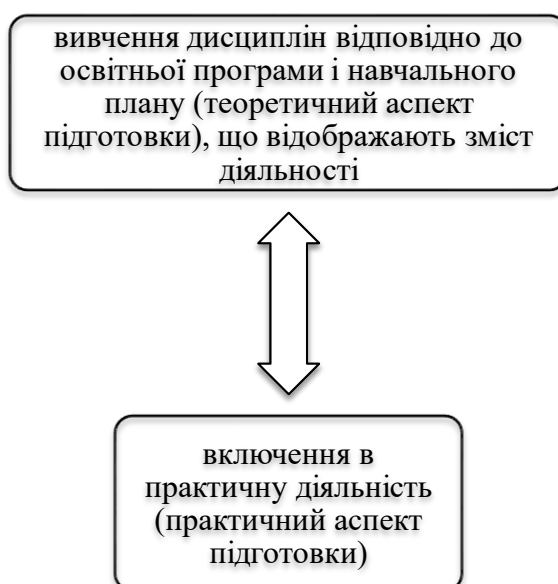 вивчення дисциплін відповідно до
освітньої програми і навчального
плану (теоретичний аспект
підготовки), що відображають зміст
діяльності
включення в
практичну діяльність
(практичний аспект
підготовки)